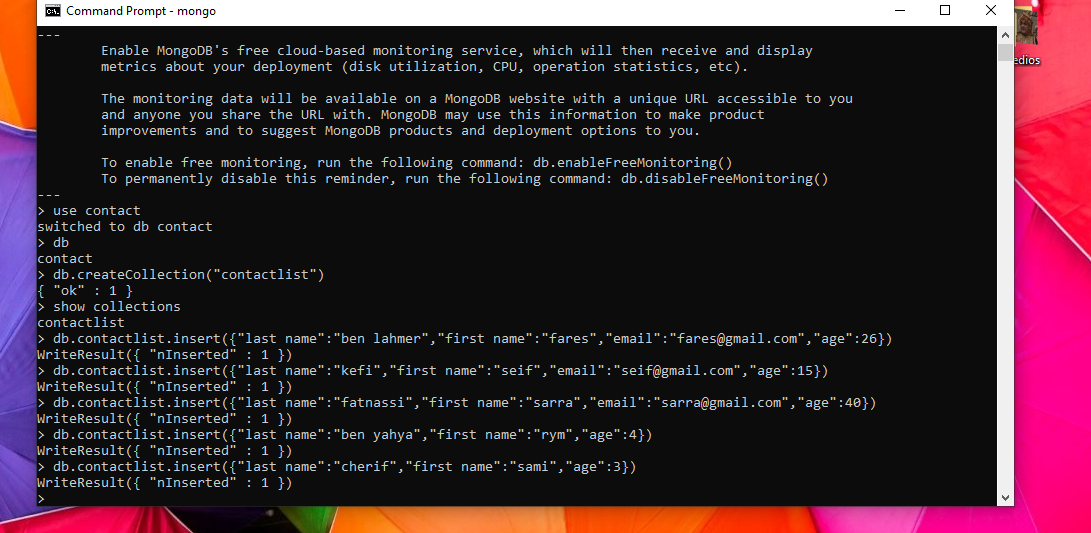 Command Prompt - mongo
---
Enable MongoDB's free cloud-based monitoring service, which will then receive and display
metrics about your deployment (disk utilization, CPU, operation statistics, etc).
The monitoring data will be available on a MongoDB website with a unique URL accessible to you
and anyone you share the URL with. MongoDB may use this information to make product
improvements and to suggest MongoDB products and deployment options to you.
To enable free monitoring, run the following command: db.enableFreeMonitoring()
To permanently disable this reminder, run the following command: db.disableFreeMonitoring()
---
> use contact
switched to db contact
> db
contact
> db.createCollection("contactlist")
{ "ok" : 1 }
> show collections
contactlist
> db.contactlist.insert({"last name":"ben lahmer","first name":"fares","email":"fares@gmail.com","age":26})
WriteResult({ "nInserted" : 1 })
> db.contactlist.insert({"last name":"kefi","first name":"seif","email":"seif@gmail.com","age":15})
WriteResult({ "nInserted" : 1 })
> db.contactlist.insert({"last name":"fatnassi","first name":"sarra","email":"sarra@gmail.com","age":40})
WriteResult({ "nInserted" : 1 })
> db.contactlist.insert({"last name":"ben yahya","first name":"rym","age":4})
WriteResult({ "nInserted" : 1 })
> db.contactlist.insert({"last name":"cherif","first name":"sami","age":3})
WriteResult({ "nInserted" : 1 })
>